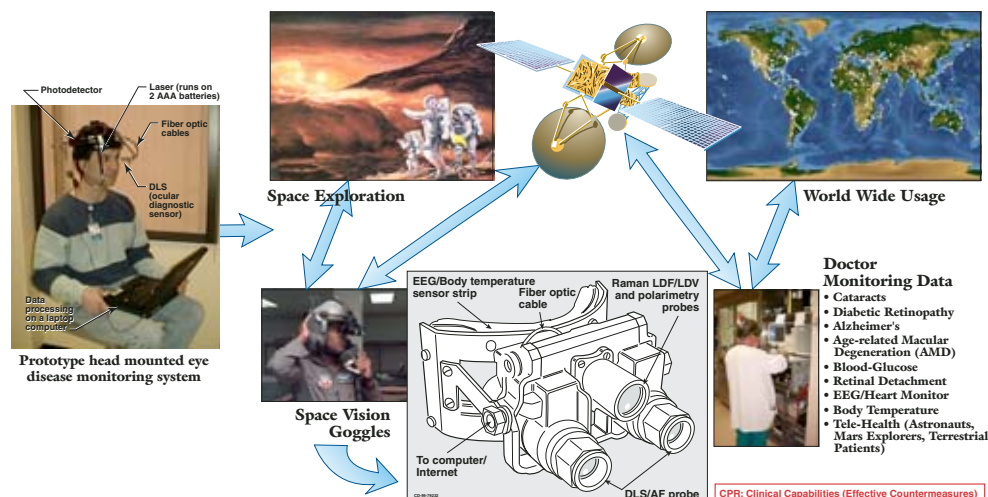 Photodetector
Laser (runs on
2 AAA batteries)
Fiber optic
cables
DLS
(ocular
diagnostic
sensor)
Data
processing
on a laptop
computer
Prototype head mounted eye
disease monitoring system
Space Exploration
World Wide Usage
Space Vision
Goggles
EEG/Body temperature
sensor strip
Fiber optic
cable
Raman LDF/LDV
and polarimetry
probes
To computer/
Internet
DLS/AF probe
CD-99-79232
Doctor
Monitoring Data
• Cataracts
• Diabetic Retinopathy
• Alzheimer's
• Age-related Macular
Degeneration (AMD)
• Blood-Glucose
• Retinal Detachment
• EEG/Heart Monitor
• Body Temperature
• Tele-Health (Astronauts,
Mars Explorers, Terrestrial
Patients)
CPR: Clinical Capabilities (Effective Countermeasures)